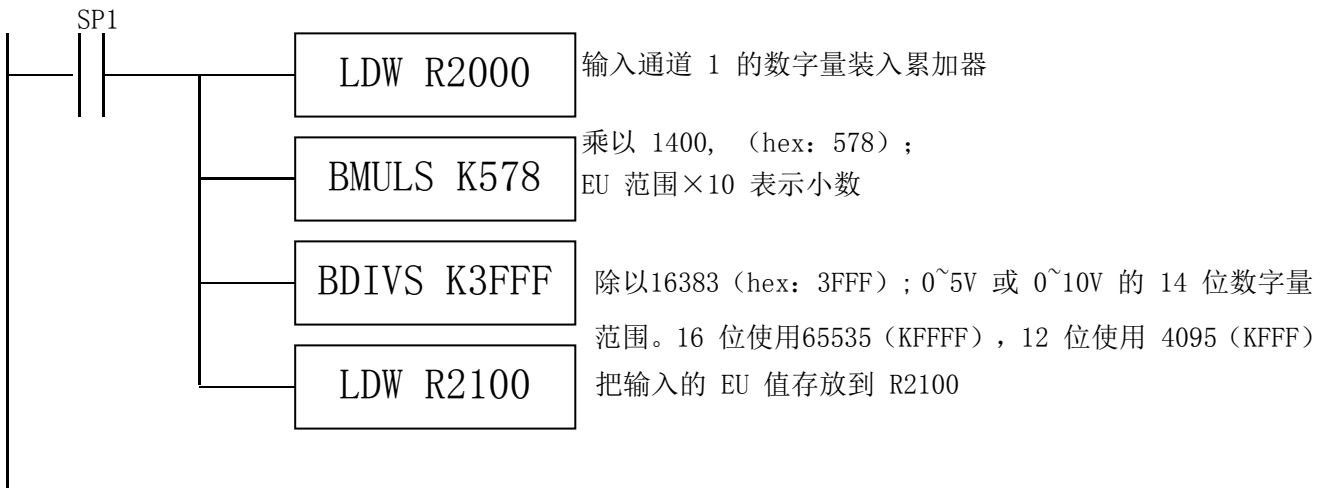 SP1
LDW R2000
输入通道 1 的数字量装入累加器
BMULS K578
乘以 1400, （hex：578）；
EU 范围×10 表示小数
BDIVS K3FFF
除以16383（hex：3FFF）；0~5V 或 0~10V 的 14 位数字量
范围。16 位使用65535（KFFFF），12 位使用 4095（KFFF）
LDW R2100
把输入的 EU 值存放到 R2100